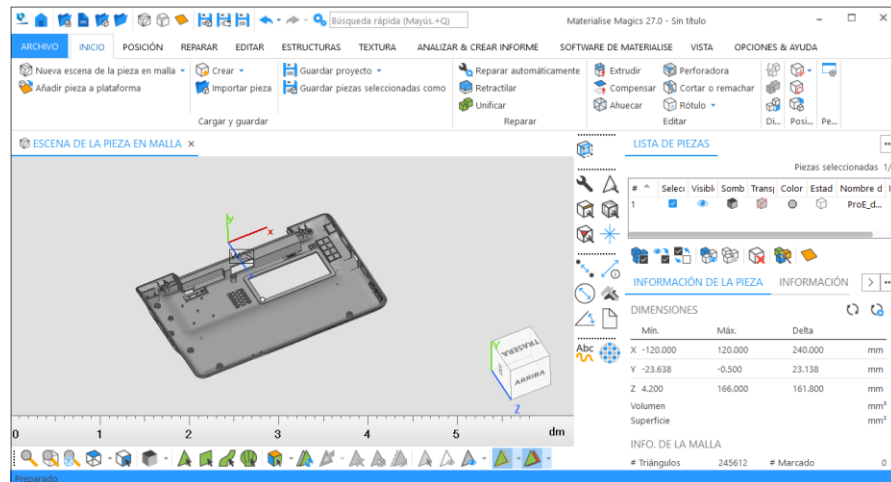 Búsqueda rápida (Mayús.+Q)
Materialise Magics 27.0 - Sin título
ARCHIVO INICIO POSICIÓN REPARAR EDITAR ESTRUCTURAS TEXTURA ANALIZAR & CREAR INFORME SOFTWARE DE MATERIALISE VISTA OPCIONES & AYUDA
Nueva escena de la pieza en malla
Crear
Guardar proyecto
Reparar automáticamente
Extrudir
Perforadora
Añadir pieza a plataforma
Importar pieza
Guardar piezas seleccionadas como
Retractilar
Compensar
Cortar o remachar
Unificar
Ahuecar
Rótulo
Cargar y guardar
Reparar
Editar
Di... Posi... Pe...
ESCENA DE LA PIEZA EN MALLA
LISTA DE PIEZAS
Piezas seleccionadas 1/
# Selec Visibl Somb Transp Color Estad Nombre d
1 ProE_d...
INFORMACIÓN DE LA PIEZA INFORMACIÓN
DIMENSIONES
Mín. Máx. Delta
X -120.000 120.000 240.000 mm
Y -23.638 -0.500 23.138 mm
Z 4.200 166.000 161.800 mm
Volumen mm³
Superficie mm²
INFO. DE LA MALLA
# Triángulos 245612 # Marcado 0
y
x
TRASERA
ARRIBA
Y
Z
0 1 2 3 4 5 dm
Abc
Preparado